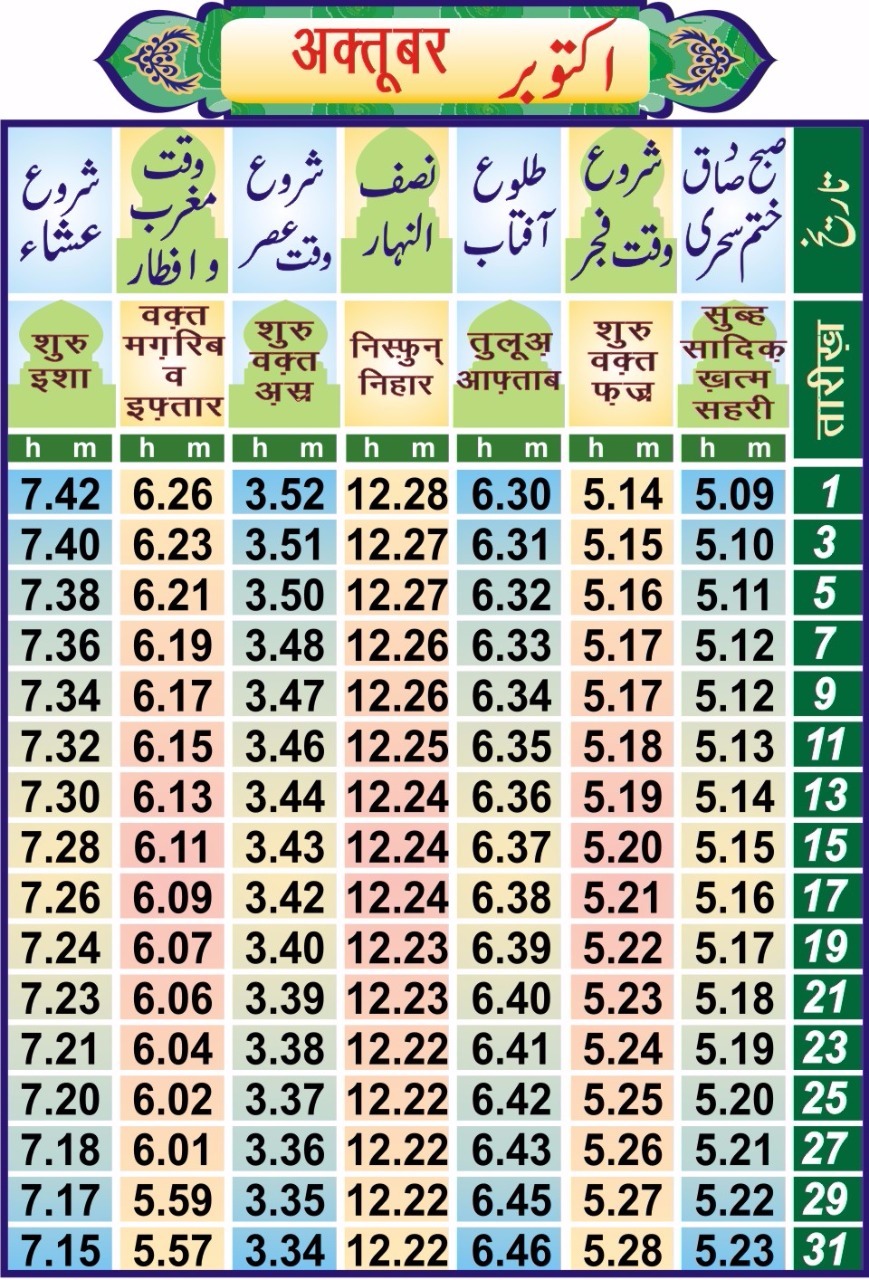 अक्तूबर اکتوبر
تاریخ
صبح صادق
ختم سحری
شروع
وقت فجر
طلوع
آفتاب
نصف
النہار
شروع
وقت عصر
وقت
مغرب
و افطار
شروع
عشاء
शुरु
इशा
वक़्त
मग़रिब
व
इफ़्तार
शुरु
वक़्त
अ़स्र
निस्फ़ुन्
निहार
तुलूअ़
आफ़्ताब
शुरु
वक़्त
फ़ज्र
सुब्ह
सादिक़
ख़त्म
सहरी
तारीख़
h m h m h m h m h m h m h m
7.42 6.26 3.52 12.28 6.30 5.14 5.09 1
7.40 6.23 3.51 12.27 6.31 5.15 5.10 3
7.38 6.21 3.50 12.27 6.32 5.16 5.11 5
7.36 6.19 3.48 12.26 6.33 5.17 5.12 7
7.34 6.17 3.47 12.26 6.34 5.17 5.12 9
7.32 6.15 3.46 12.25 6.35 5.18 5.13 11
7.30 6.13 3.44 12.24 6.36 5.19 5.14 13
7.28 6.11 3.43 12.24 6.37 5.20 5.15 15
7.26 6.09 3.42 12.24 6.38 5.21 5.16 17
7.24 6.07 3.40 12.23 6.39 5.22 5.17 19
7.23 6.06 3.39 12.23 6.40 5.23 5.18 21
7.21 6.04 3.38 12.22 6.41 5.24 5.19 23
7.20 6.02 3.37 12.22 6.42 5.25 5.20 25
7.18 6.01 3.36 12.22 6.43 5.26 5.21 27
7.17 5.59 3.35 12.22 6.45 5.27 5.22 29
7.15 5.57 3.34 12.22 6.46 5.28 5.23 31